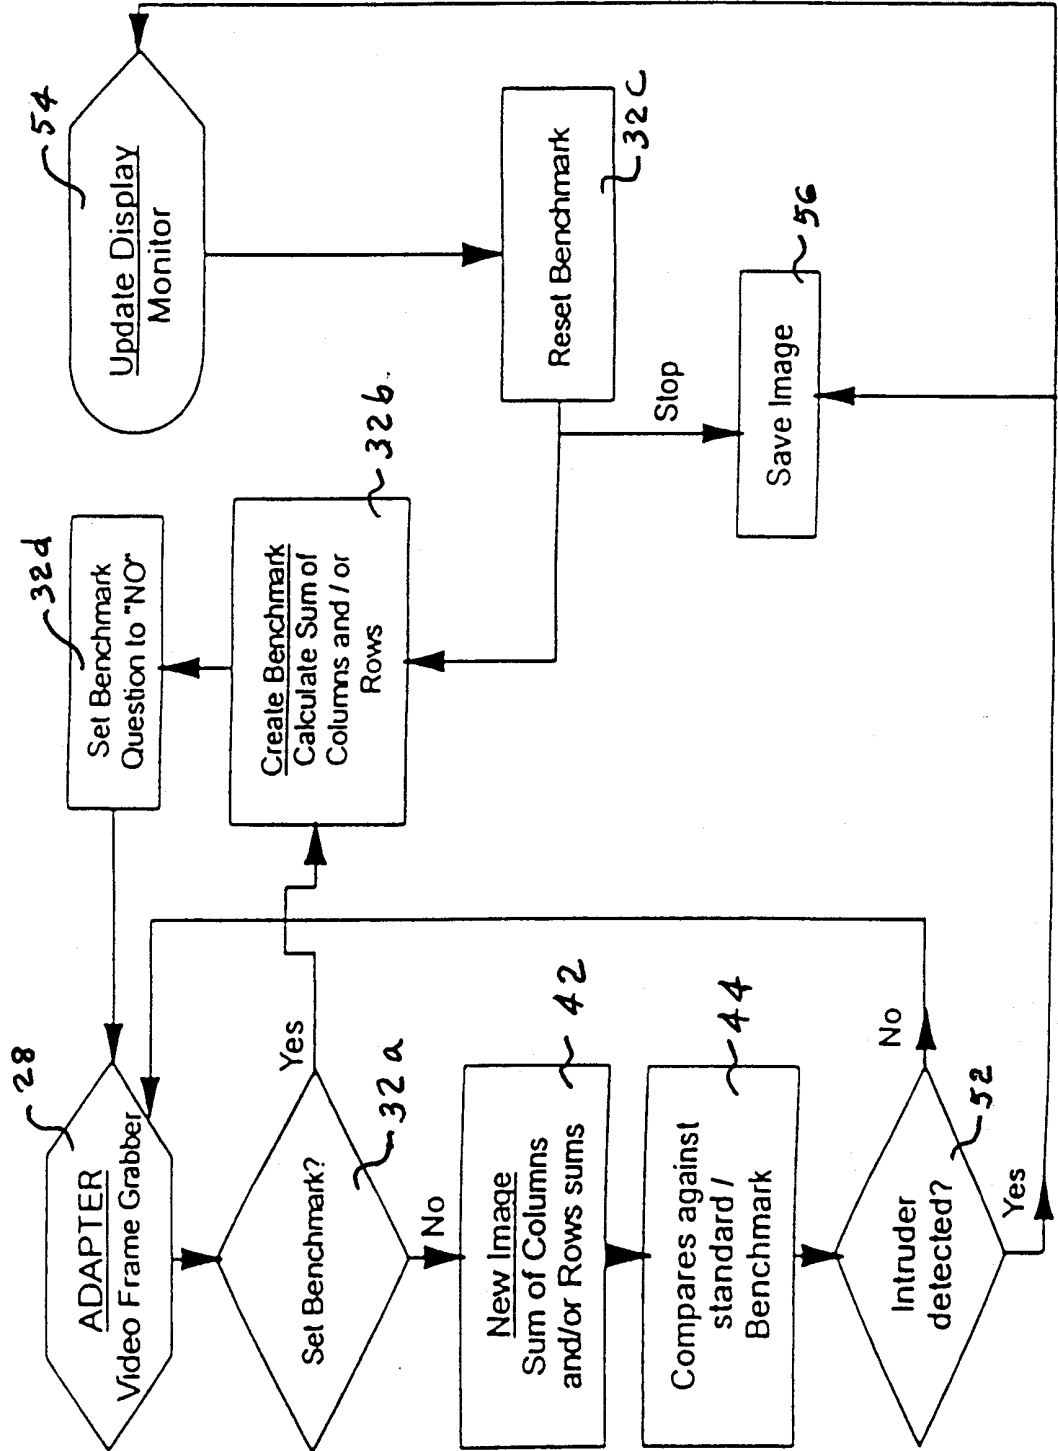 28
ADAPTER
Video Frame Grabber
Set Benchmark?
32a
Yes
No
New Image
Sum of Columns
and/or Rows sums
42
Compares against
standard /
Benchmark
44
Intruder
detected?
52
No
Yes
32d
Set Benchmark
Question to "NO"
Create Benchmark
Calculate Sum of
Columns and / or
Rows
32b.
54
Update Display
Monitor
Reset Benchmark
32C
Stop
Save Image
56